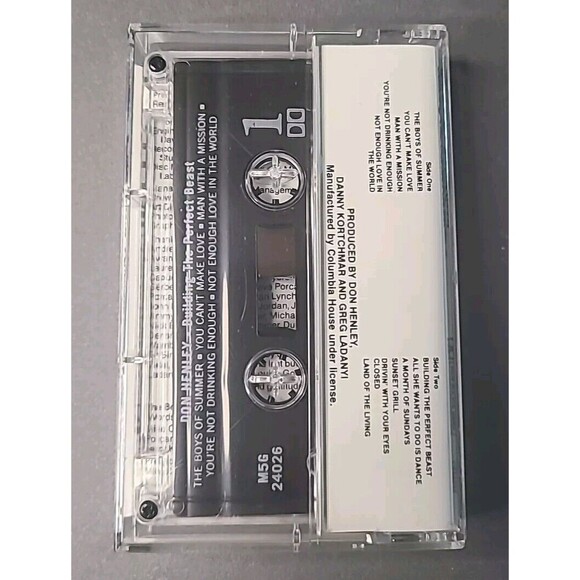 Side One
THE BOYS OF SUMMER
YOU CAN'T MAKE LOVE
MAN WITH A MISSION
YOU'RE NOT DRINKING ENOUGH
NOT ENOUGH LOVE IN
THE WORLD
Side Two
BUILDING THE PERFECT BEAST
ALL SHE WANTS TO DO IS DANCE
A MONTH OF SUNDAYS
SUNSET GRILL
DRIVIN' WITH YOUR EYES
CLOSED
LAND OF THE LIVING
PRODUCED BY DON HENLEY,
DANNY KORTCHMAR AND GREG LADANYI
Manufactured by Columbia House under license.
1
DON HENLEY—Building The Perfect Beast
THE BOYS OF SUMMER ▪ YOU CAN'T MAKE LOVE ▪ MAN WITH A MISSION ▪
YOU'RE NOT DRINKING ENOUGH ▪ NOT ENOUGH LOVE IN THE WORLD
M5G
24026